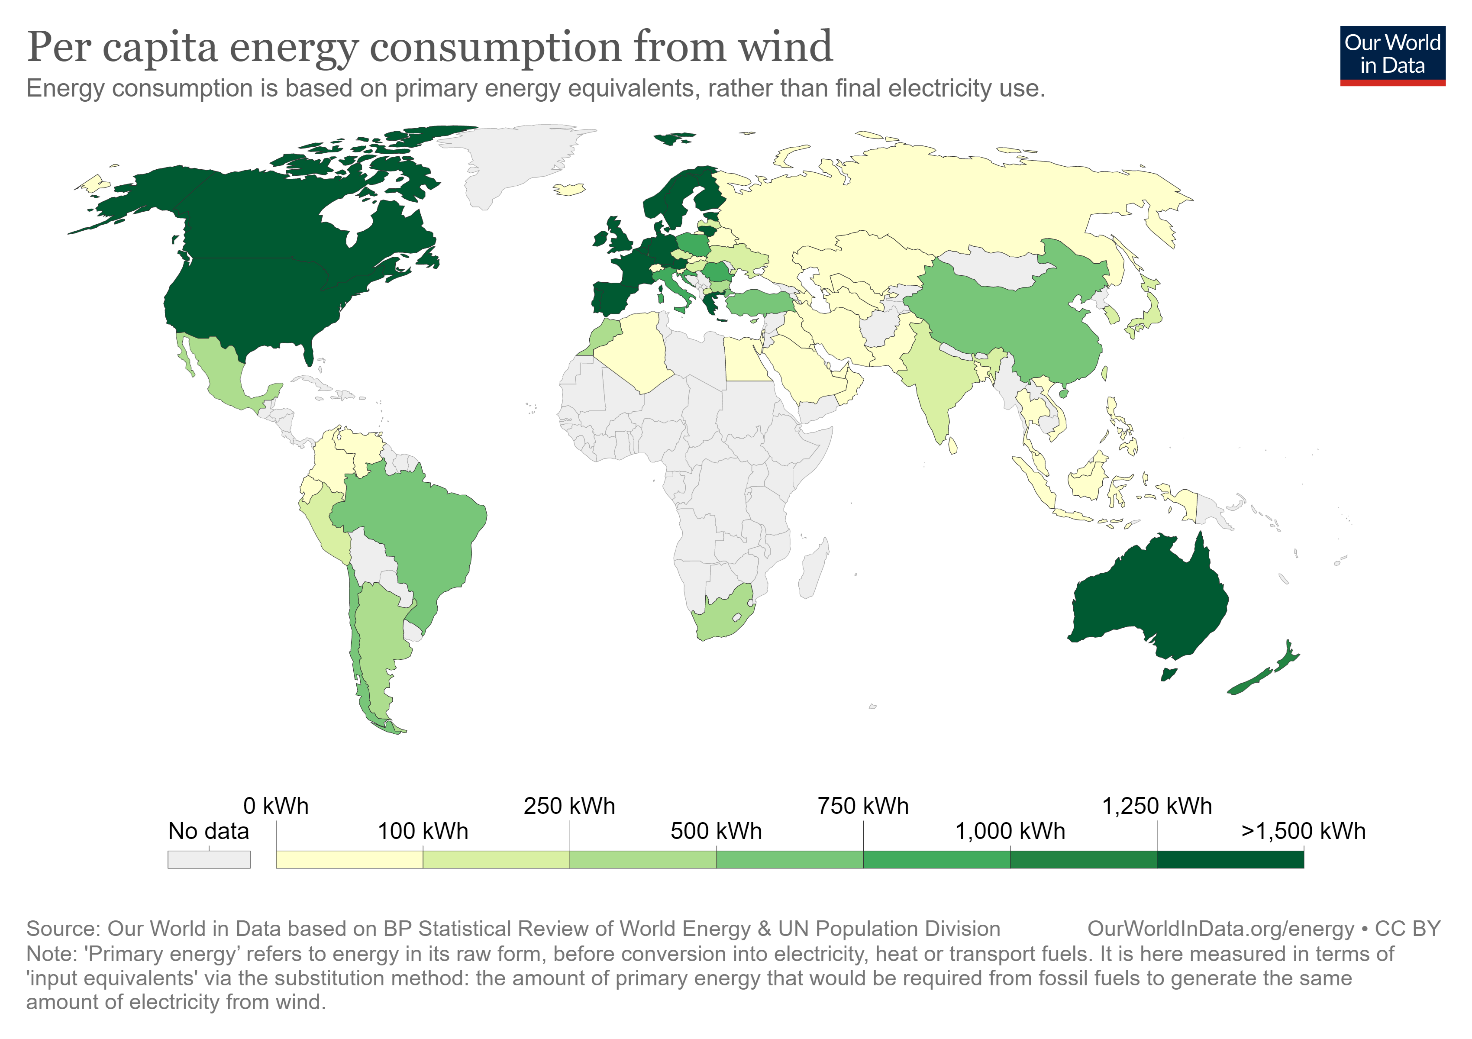 Per capita energy consumption from wind
Energy consumption is based on primary energy equivalents, rather than final electricity use.
Our World
in Data
No data
0 kWh
100 kWh
250 kWh
500 kWh
750 kWh
1,000 kWh
1,250 kWh
>1,500 kWh
Source: Our World in Data based on BP Statistical Review of World Energy & UN Population Division
OurWorldInData.org/energy • CC BY
Note: 'Primary energy’ refers to energy in its raw form, before conversion into electricity, heat or transport fuels. It is here measured in terms of
'input equivalents' via the substitution method: the amount of primary energy that would be required from fossil fuels to generate the same
amount of electricity from wind.